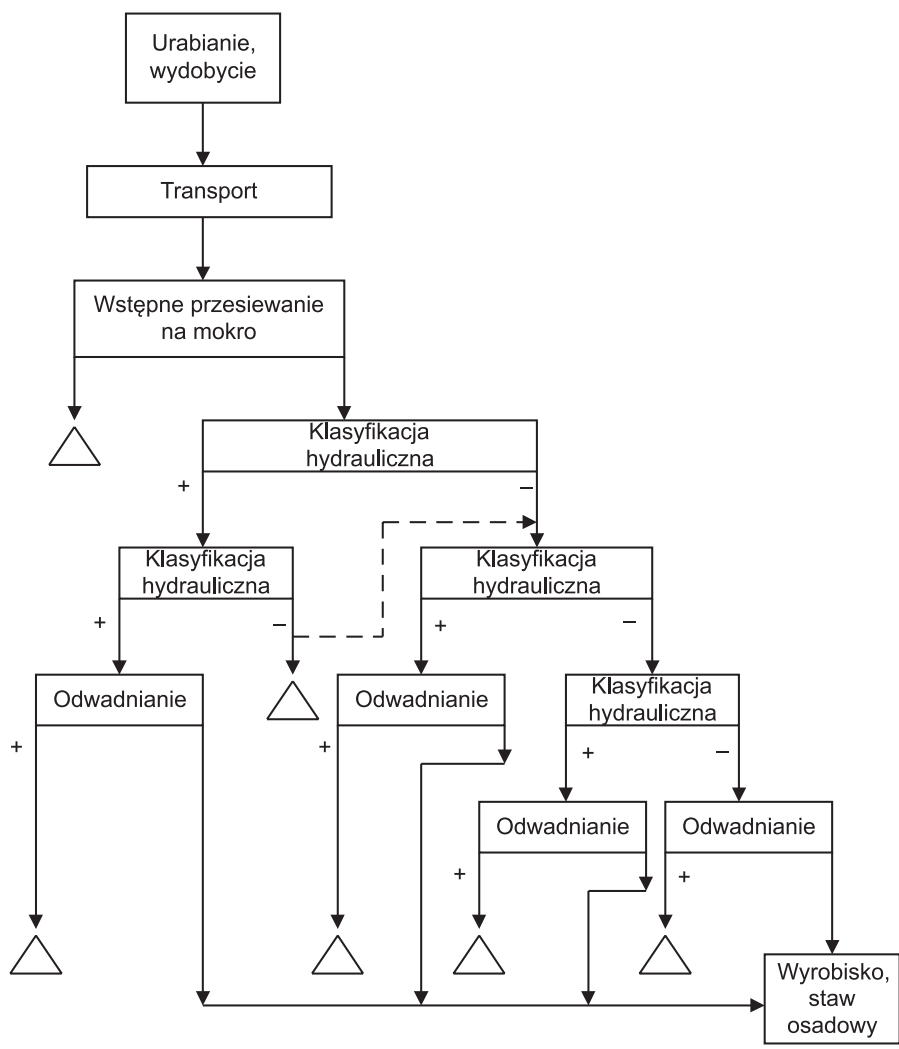 Urabianie,
wydobycie
Transport
Wstępne przesiewanie
na mokro
Klasyfikacja
hydrauliczna
+
–
Klasyfikacja
hydrauliczna
Klasyfikacja
hydrauliczna
+
–
+
–
Odwadnianie
Odwadnianie
Klasyfikacja
hydrauliczna
+
+
+
–
Odwadnianie
Odwadnianie
+
+
Wyrobisko,
staw
osadowy